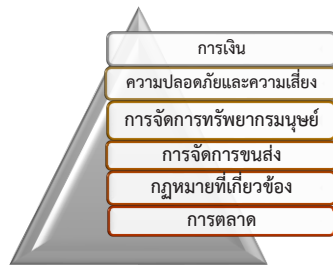 การเงิน
ความปลอดภัยและความเสี่ยง
การจัดการทรัพยากรมนุษย์
การจัดการขนส่ง
กฎหมายที่เกี่ยวข้อง
การตลาด